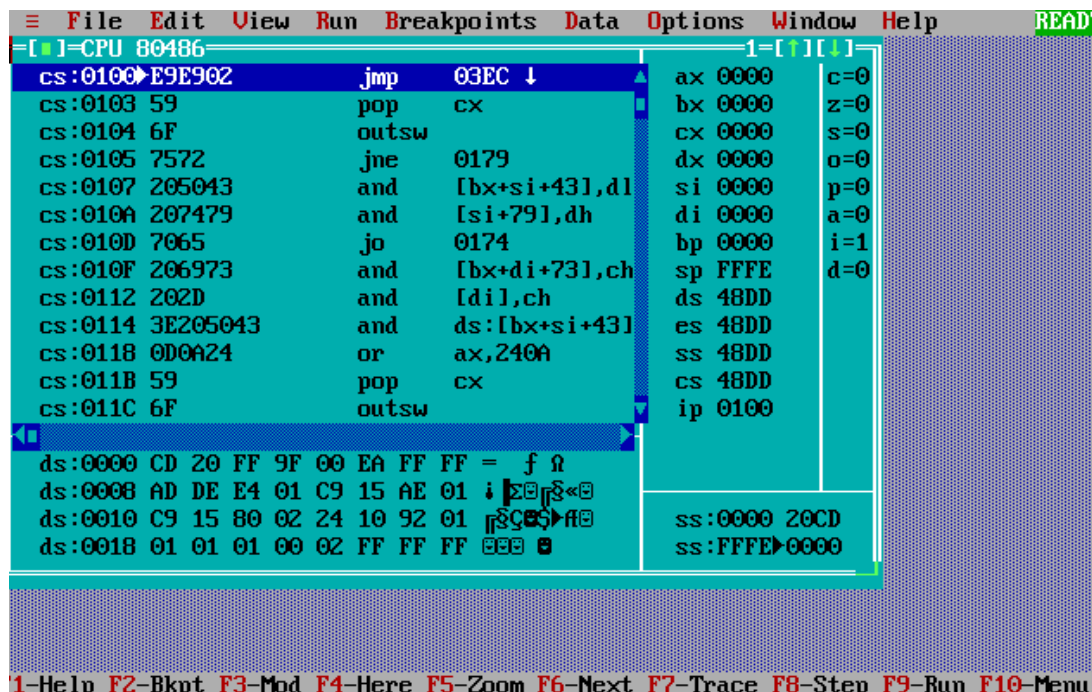 ≡ File Edit View Run Breakpoints Data Options Window Help READ
[■]=CPU 80486 1=[↑][↓]
cs:0100►E9E902 jmp 03EC ↓ ax 0000 c=0
cs:0103 59 pop cx bx 0000 z=0
cs:0104 6F outsw cx 0000 s=0
cs:0105 7572 jne 0179 dx 0000 o=0
cs:0107 205043 and [bx+si+43],dl si 0000 p=0
cs:010A 207479 and [si+79],dh di 0000 a=0
cs:010D 7065 jo 0174 bp 0000 i=1
cs:010F 206973 and [bx+di+73],ch sp FFFE d=0
cs:0112 202D and [di],ch ds 48DD
cs:0114 3E205043 and ds:[bx+si+43] es 48DD
cs:0118 0D0A24 or ax,240A ss 48DD
cs:011B 59 pop cx cs 48DD
cs:011C 6F outsw ip 0100
ds:0000 CD 20 FF 9F 00 EA FF FF = ƒ Ω
ds:0008 AD DE E4 01 C9 15 AE 01 ¡▐Σ☺╔§«☺
ds:0010 C9 15 80 02 24 10 92 01 ╔§Ç☻$►Æ☺ ss:0000 20CD
ds:0018 01 01 01 00 02 FF FF FF ☺☺☺ ☻ ss:FFFE►0000
1-Help F2-Bkpt F3-Mod F4-Here F5-Zoom F6-Next F7-Trace F8-Step F9-Run F10-Menu